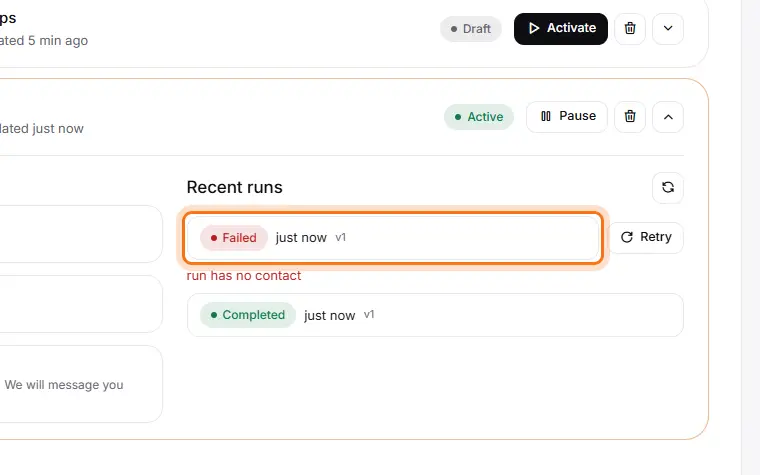 ps
ated 5 min ago
Draft
Activate
lated just now
Active
Pause
Recent runs
Failed just now v1
Retry
run has no contact
Completed just now v1
We will message you